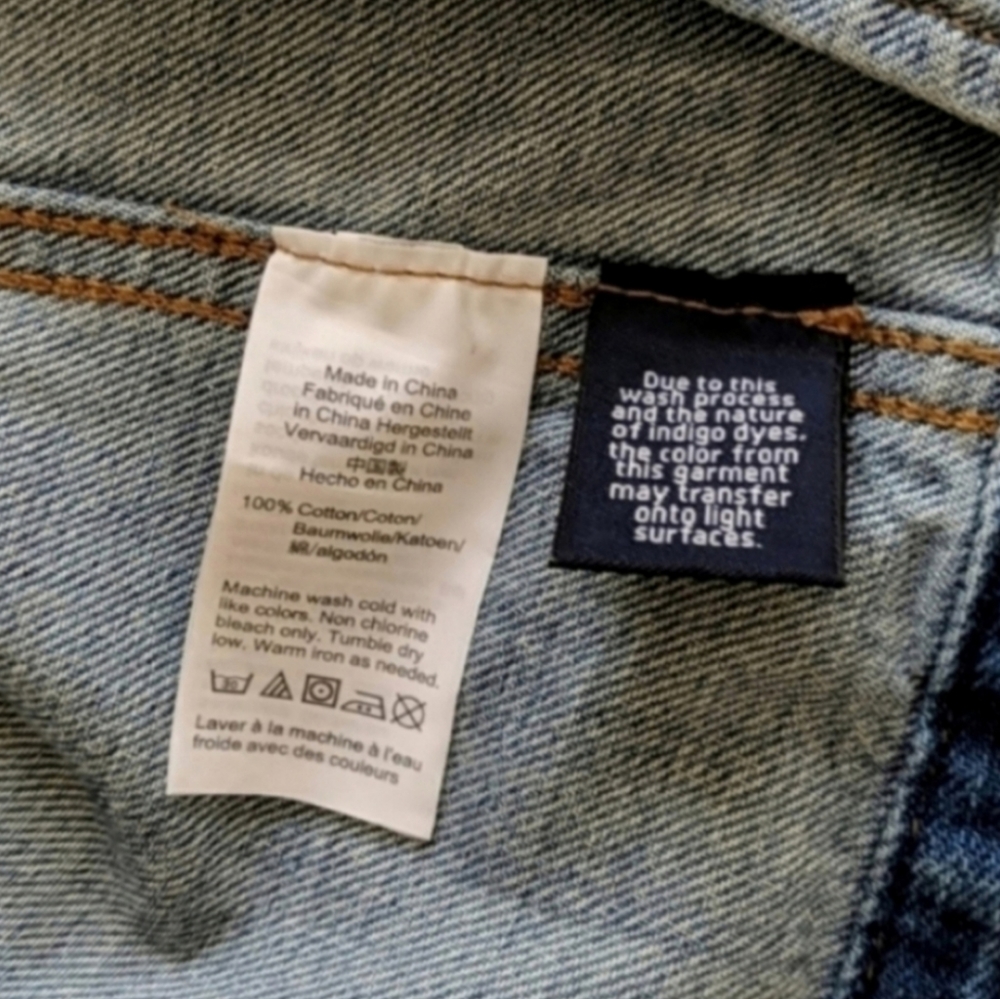 Made in China
Fabriqué en Chine
in China Hergestellt
Vervaardigd in China
中国製
Hecho en China
100% Cotton/Coton/
Baumwolle/Katoen/
綿/algodón
Machine wash cold with
like colors. Non chlorine
bleach only. Tumble dry
low. Warm iron as needed.
30
Laver à la machine à l'eau
froide avec des couleurs
Due to this
wash process
and the nature
of indigo dyes.
the color from
this garment
may transfer
onto light
surfaces.